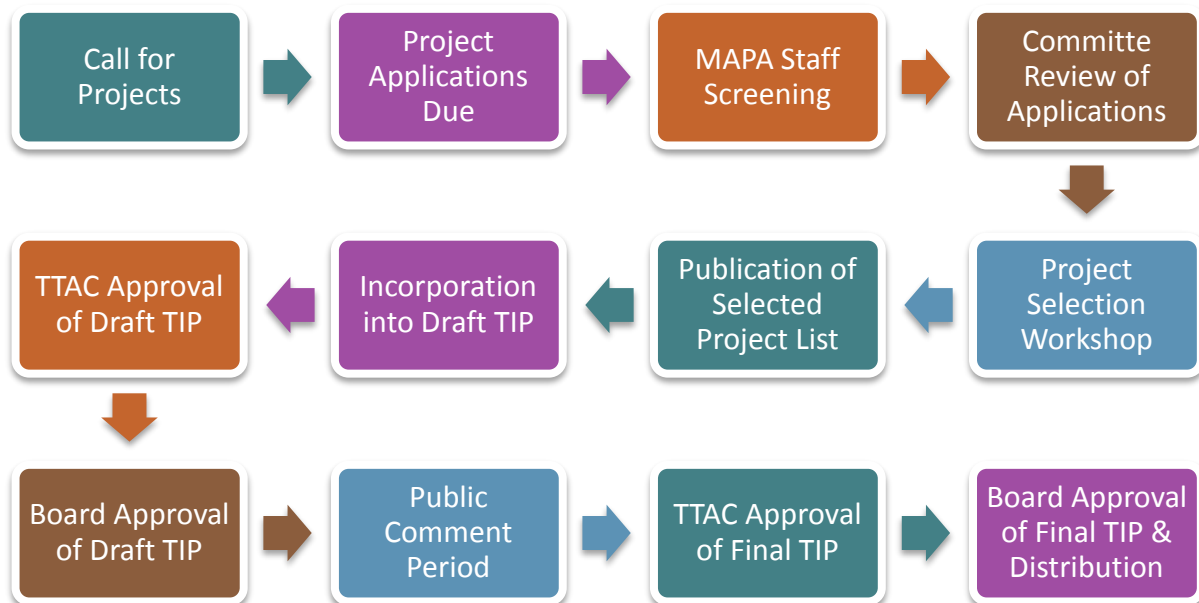 Call for
Projects
Project
Applications
Due
MAPA Staff
Screening
Committe
Review of
Applications
Project
Selection
Workshop
Publication of
Selected
Project List
Incorporation
into Draft TIP
TTAC Approval
of Draft TIP
Board Approval
of Draft TIP
Public
Comment
Period
TTAC Approval
of Final TIP
Board Approval
of Final TIP &
Distribution